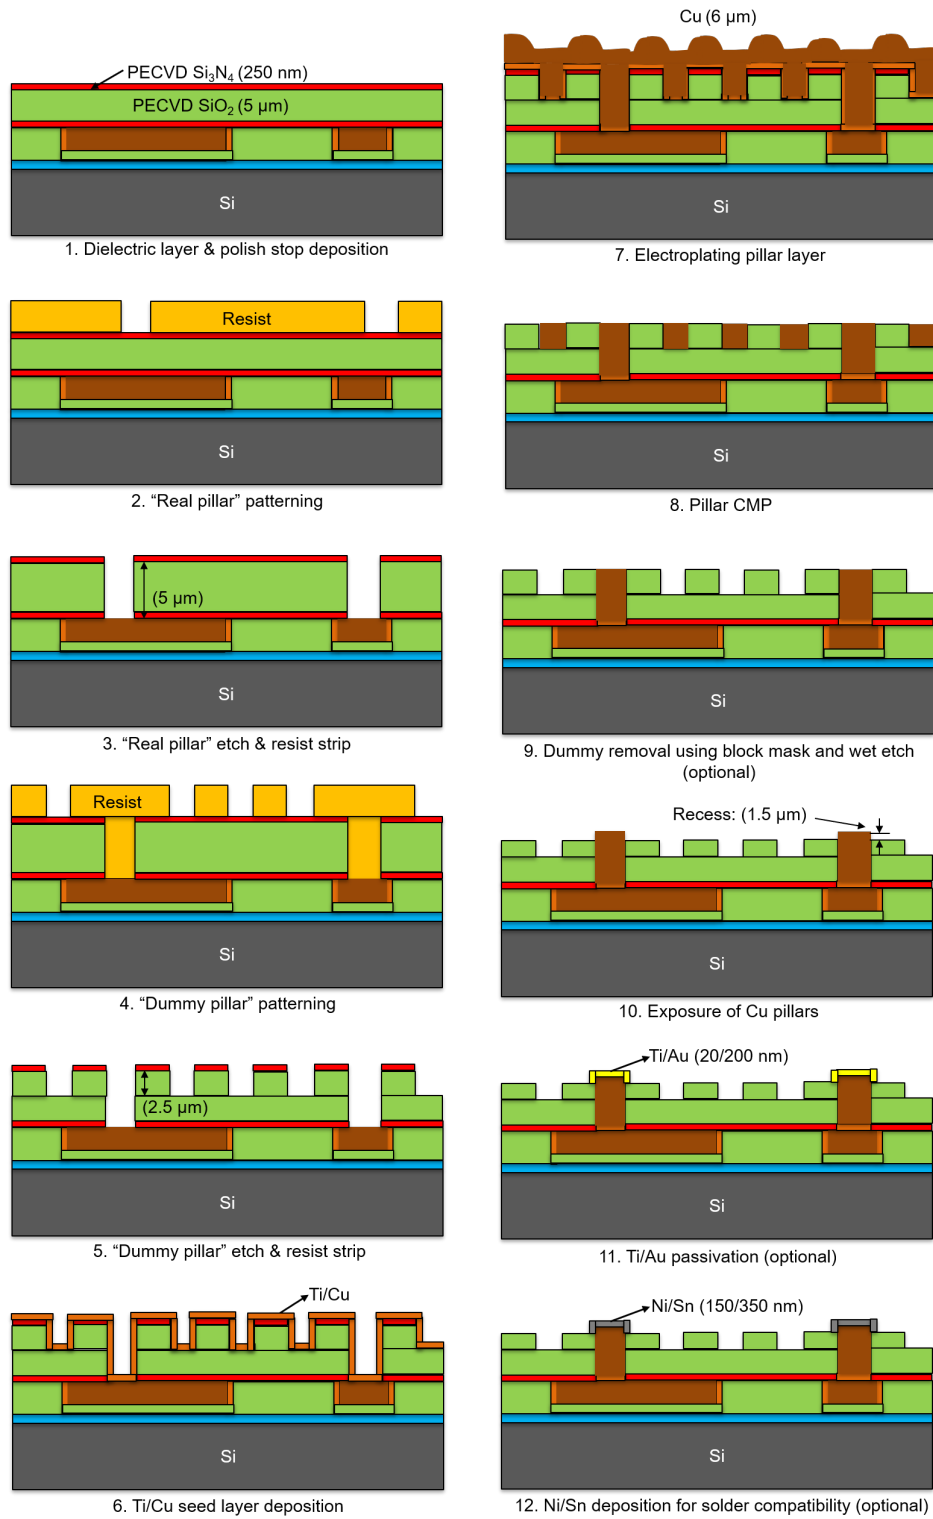 PECVD Si₃N₄ (250 nm)
PECVD SiO₂ (5 µm)
Si
1. Dielectric layer & polish stop deposition
Resist
Si
2. “Real pillar” patterning
(5 µm)
Si
3. “Real pillar” etch & resist strip
Resist
Si
4. “Dummy pillar” patterning
(2.5 µm)
Si
5. “Dummy pillar” etch & resist strip
Ti/Cu
Si
6. Ti/Cu seed layer deposition
Cu (6 µm)
Si
7. Electroplating pillar layer
Si
8. Pillar CMP
Si
9. Dummy removal using block mask and wet etch
(optional)
Recess: (1.5 µm)
Si
10. Exposure of Cu pillars
Ti/Au (20/200 nm)
Si
11. Ti/Au passivation (optional)
Ni/Sn (150/350 nm)
Si
12. Ni/Sn deposition for solder compatibility (optional)